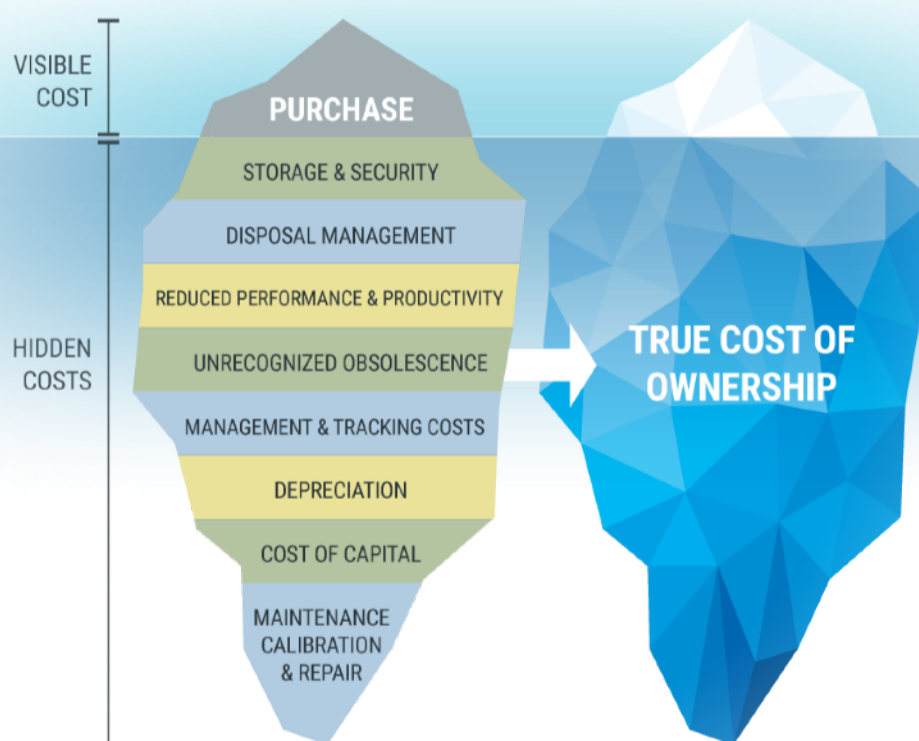 VISIBLE
COST
PURCHASE
STORAGE & SECURITY
DISPOSAL MANAGEMENT
REDUCED PERFORMANCE & PRODUCTIVITY
HIDDEN
COSTS
UNRECOGNIZED OBSOLESCENCE
MANAGEMENT & TRACKING COSTS
DEPRECIATION
COST OF CAPITAL
MAINTENANCE
CALIBRATION
& REPAIR
TRUE COST OF
OWNERSHIP